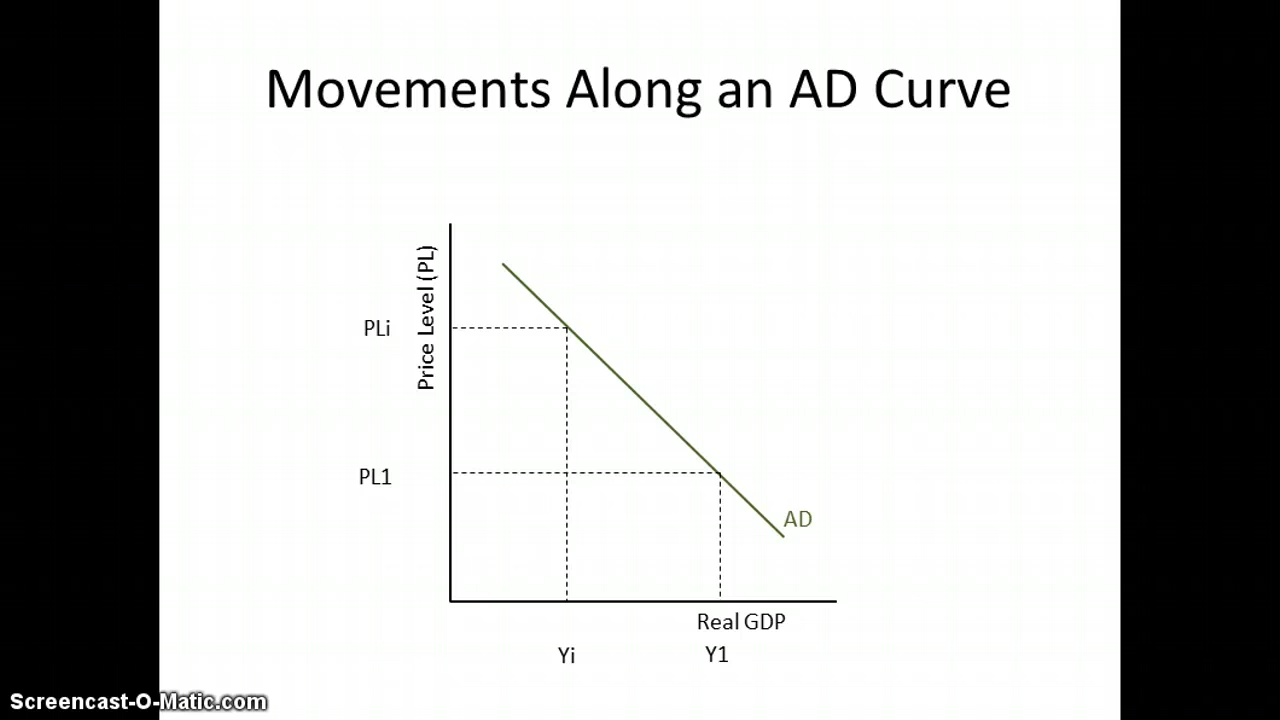 Movements Along an AD Curve
Price Level (PL)
PLi
PL1
AD
Real GDP
Yi
Y1
Screencast-O-Matic.com